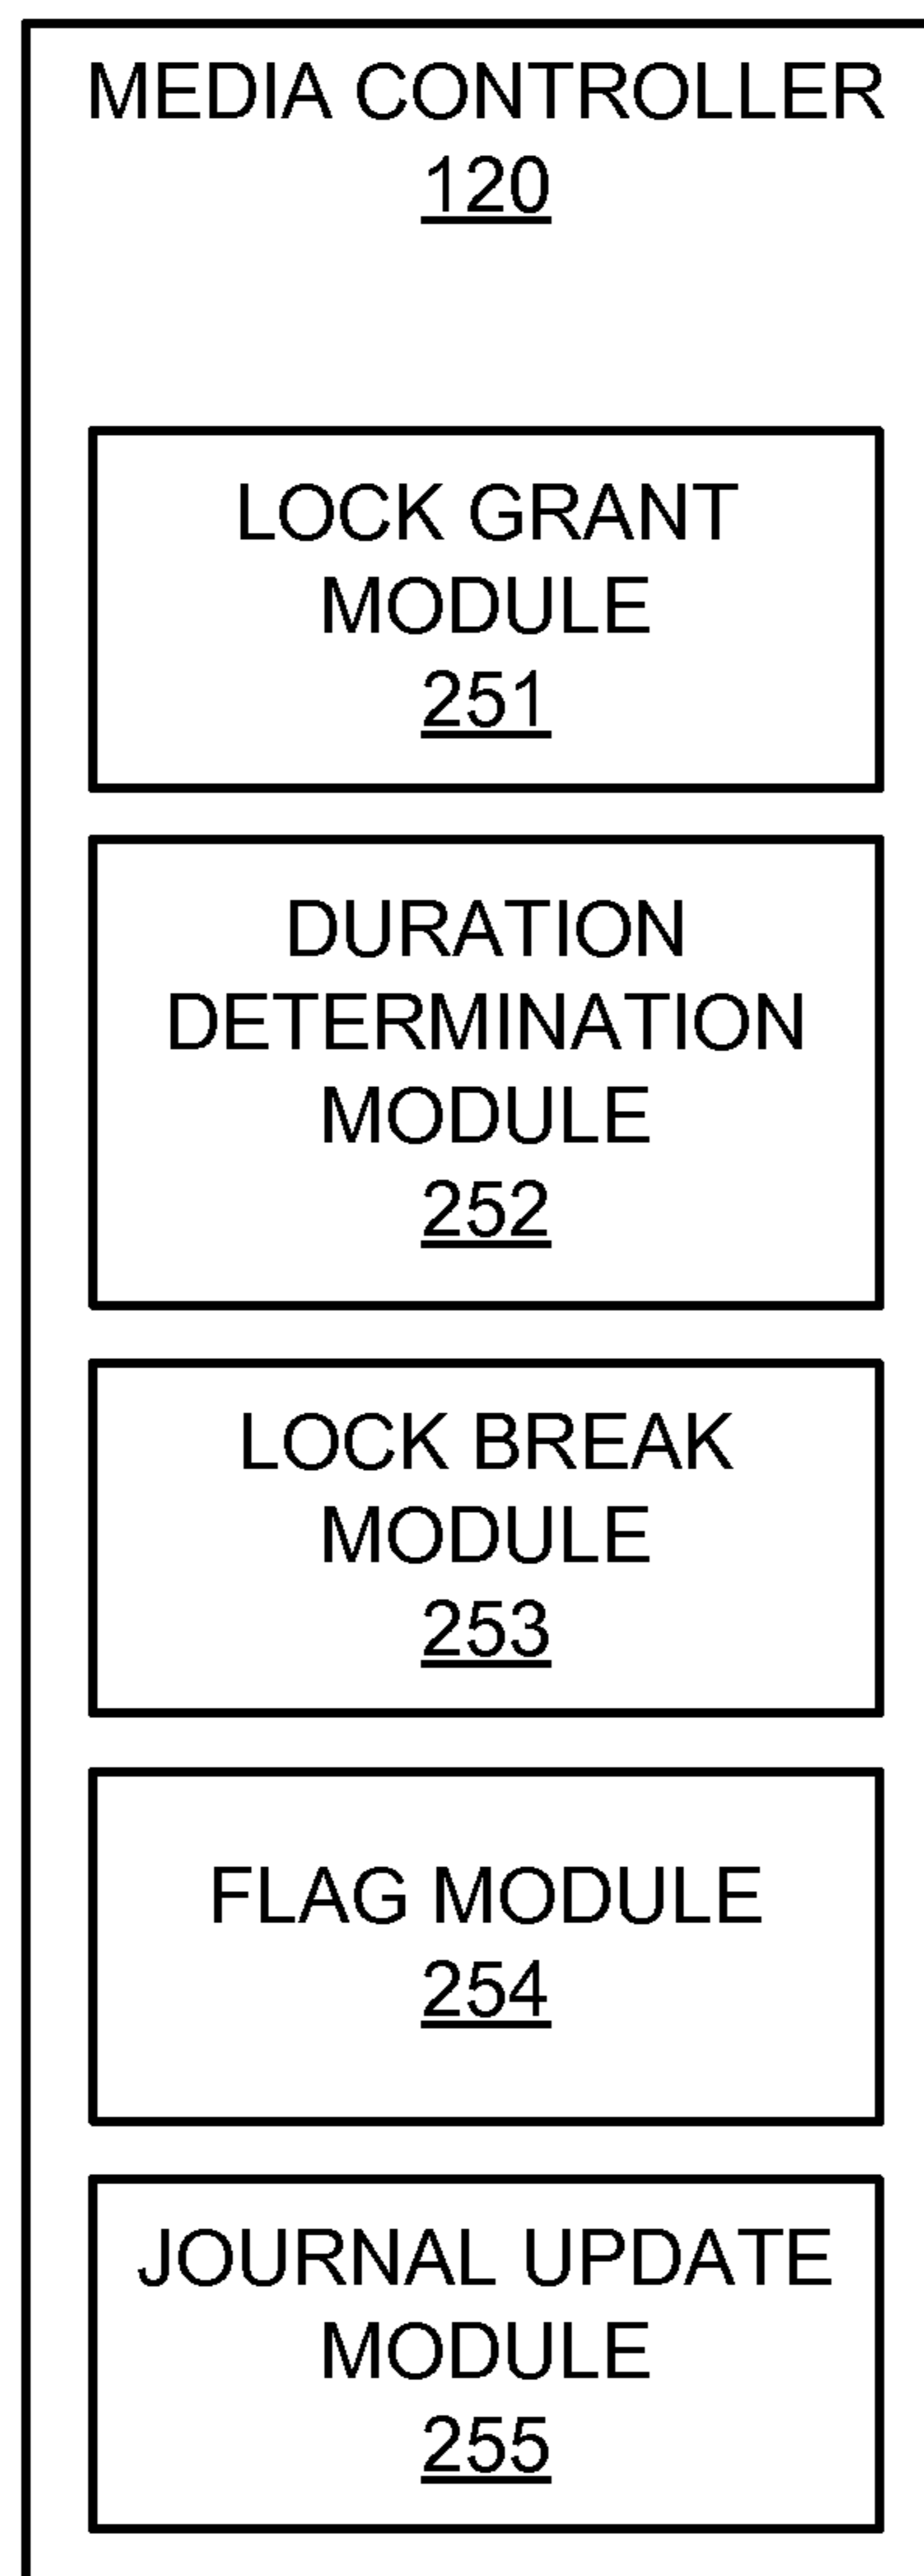 MEDIA CONTROLLER
120
LOCK GRANT
MODULE
251
DURATION
DETERMINATION
MODULE
252
LOCK BREAK
MODULE
253
FLAG MODULE
254
JOURNAL UPDATE
MODULE
255